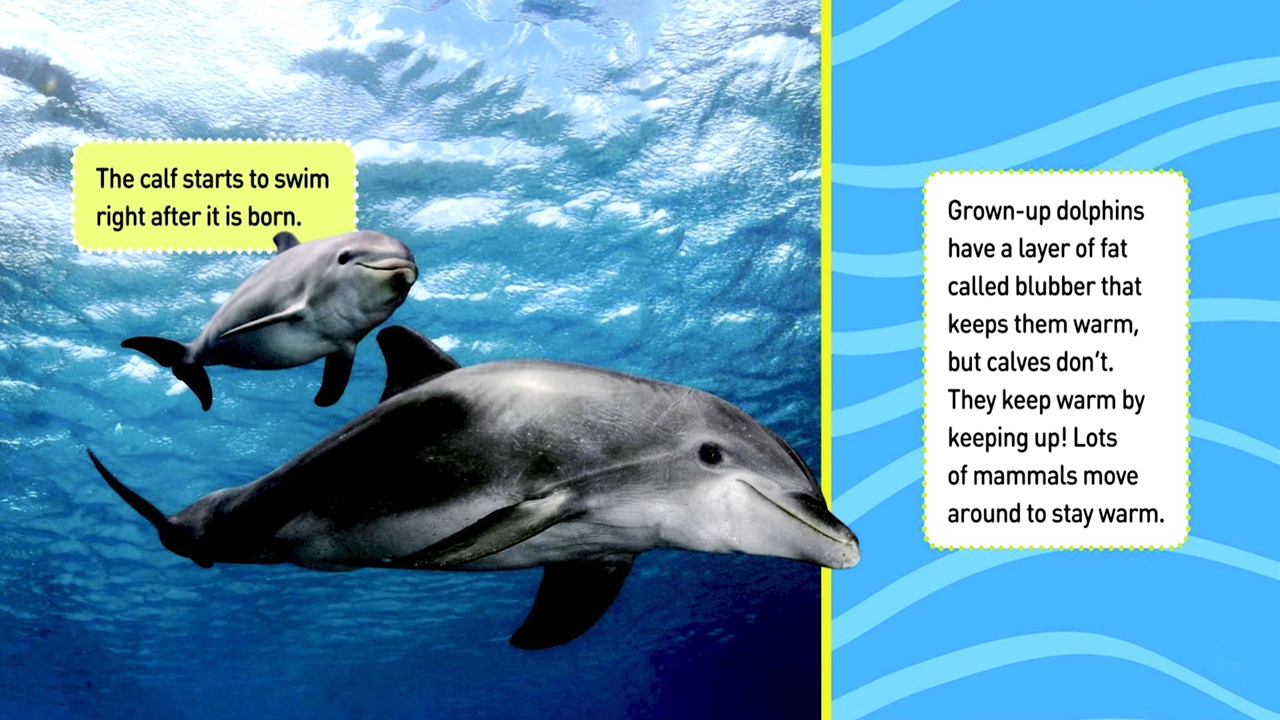 The calf starts to swim
right after it is born.
Grown-up dolphins
have a layer of fat
called blubber that
keeps them warm,
but calves don't.
They keep warm by
keeping up! Lots
of mammals move
around to stay warm.